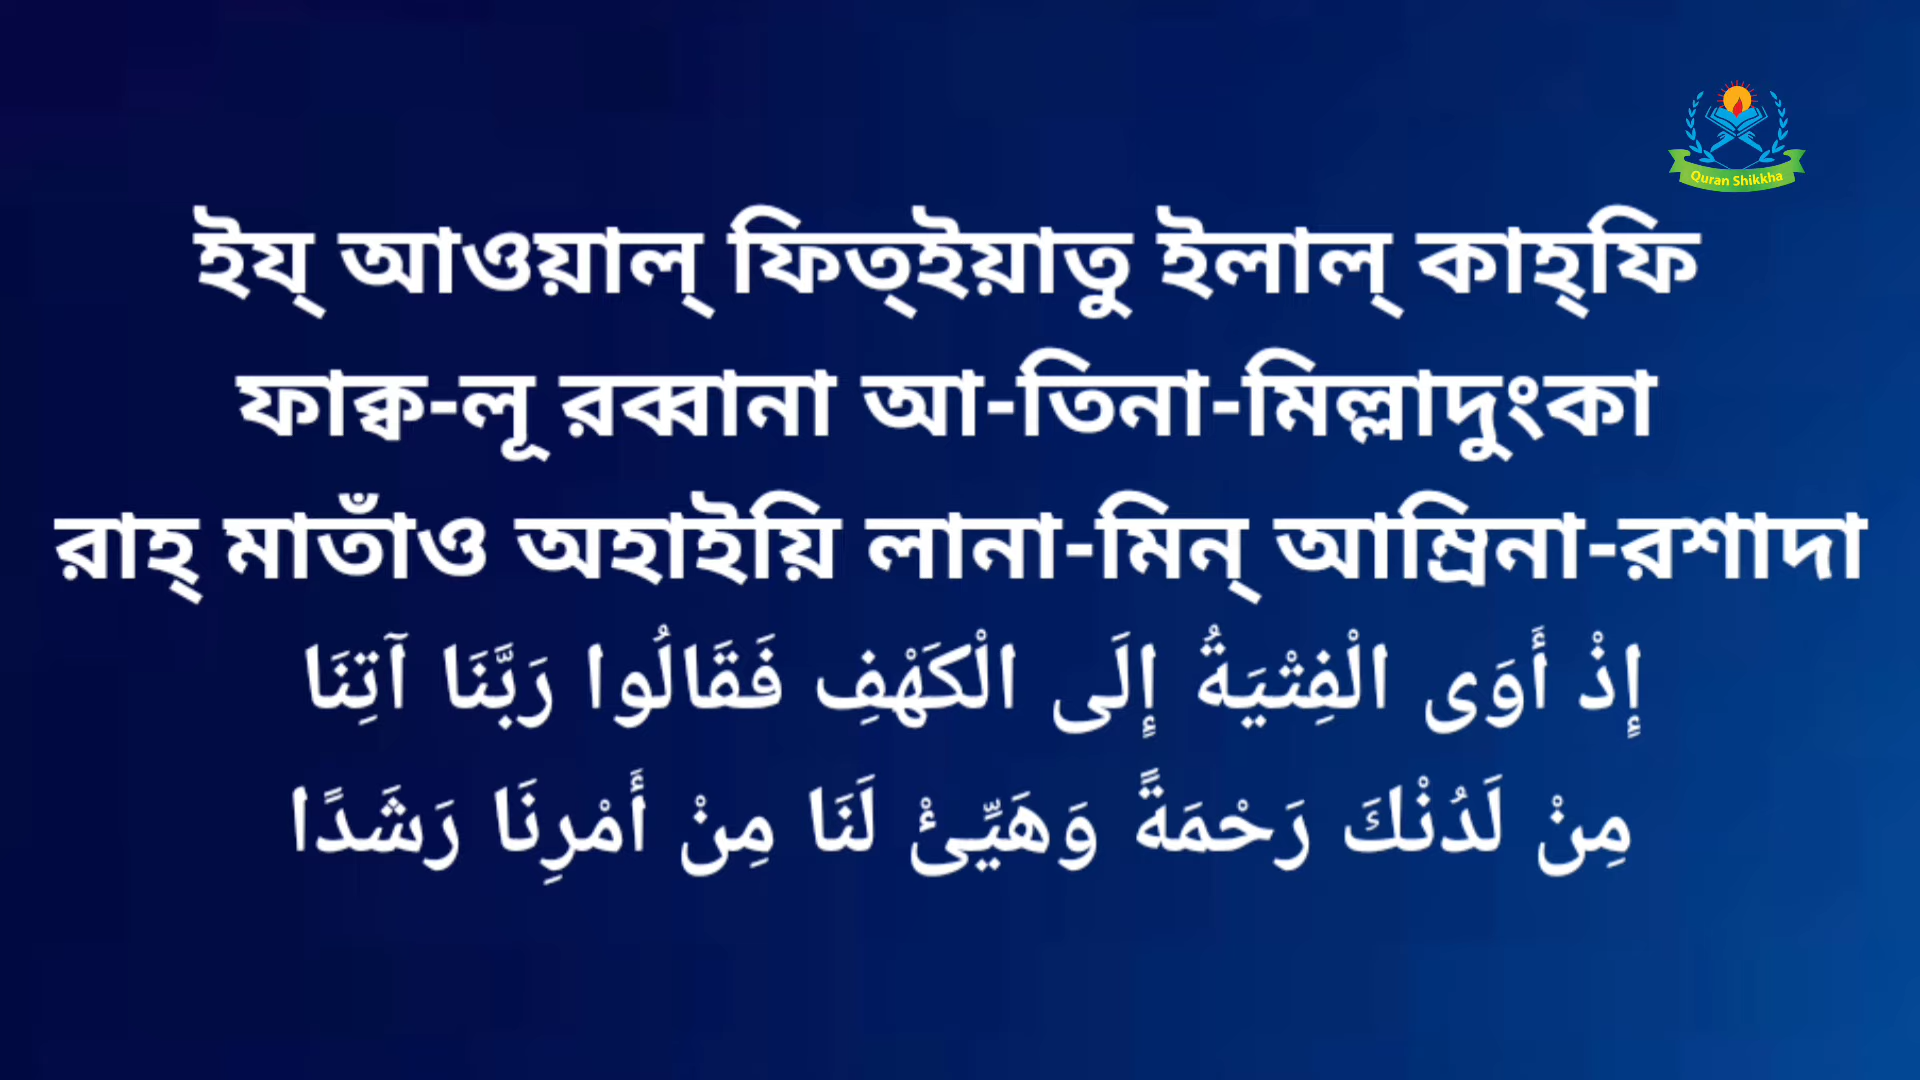 Quran Shikkha
ইয্ আওয়াল্ ফিত্ইয়াতু ইলাল্ কাহ্ফি
ফাক্ব-লূ রব্বানা আ-তিনা-মিল্লাদুংকা
রাহ্ মাতাঁও অহাইয়ি লানা-মিন্ আম্রিনা-রশাদা
إِذْ أَوَى الْفِتْيَةُ إِلَى الْكَهْفِ فَقَالُوا رَبَّنَا آتِنَا
مِنْ لَدُنْكَ رَحْمَةً وَهَيِّئْ لَنَا مِنْ أَمْرِنَا رَشَدًا